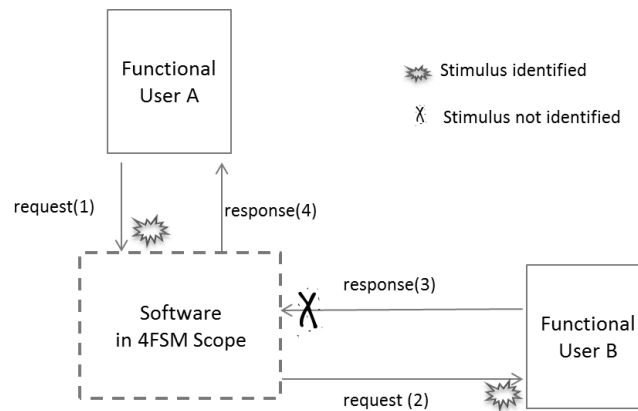 Functional
User A
Stimulus identified
Stimulus not identified
request(1)
response(4)
Software
in 4FSM Scope
response(3)
request (2)
Functional
User B